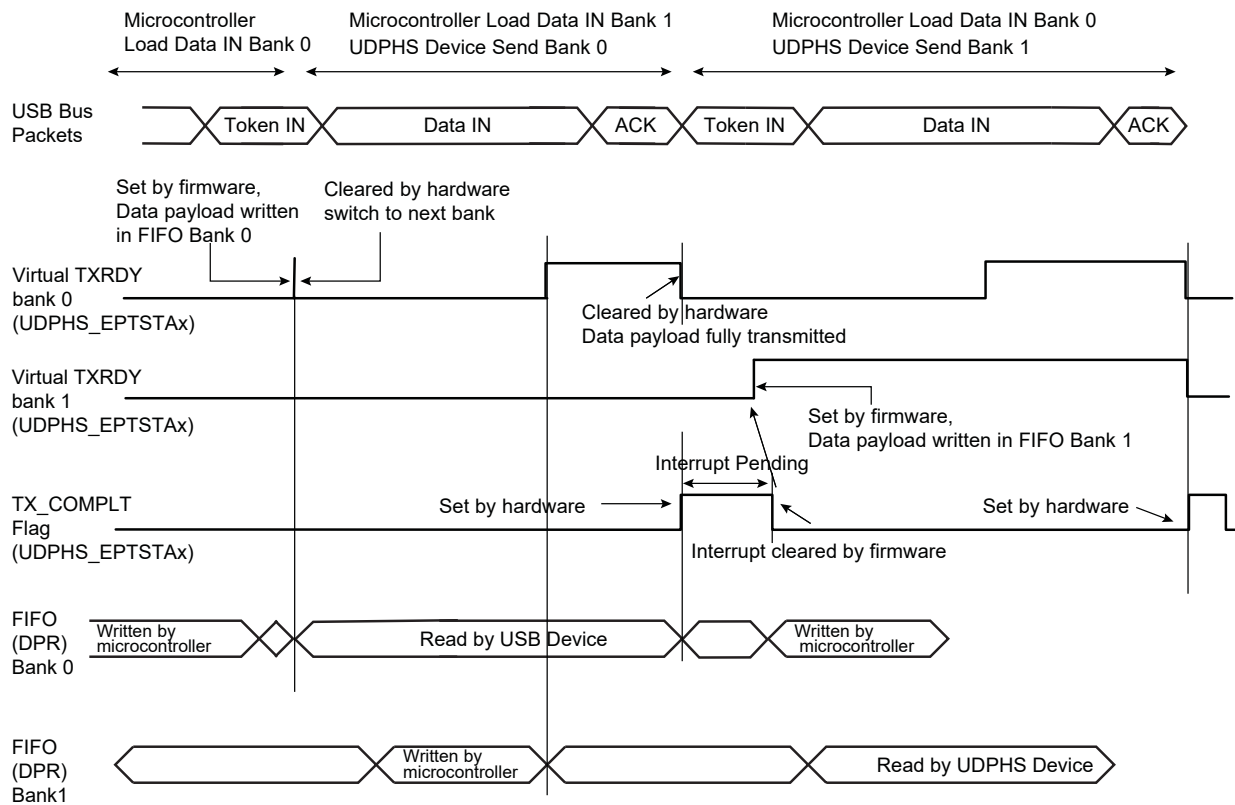 Microcontroller
Load Data IN Bank 0
Microcontroller Load Data IN Bank 1
UDPHS Device Send Bank 0
Microcontroller Load Data IN Bank 0
UDPHS Device Send Bank 1
USB Bus
Packets
Token IN
Data IN
ACK
Token IN
Data IN
ACK
Set by firmware,
Data payload written
in FIFO Bank 0
Cleared by hardware
switch to next bank
Virtual TXRDY
bank 0
(UDPHS_EPTSTAx)
Cleared by hardware
Data payload fully transmitted
Virtual TXRDY
bank 1
(UDPHS_EPTSTAx)
Set by firmware,
Data payload written in FIFO Bank 1
Interrupt Pending
TX_COMPLT
Flag
(UDPHS_EPTSTAx)
Set by hardware
Set by hardware
Interrupt cleared by firmware
FIFO
(DPR)
Bank 0
Written by
microcontroller
Read by USB Device
Written by
microcontroller
FIFO
(DPR)
Bank1
Written by
microcontroller
Read by UDPHS Device